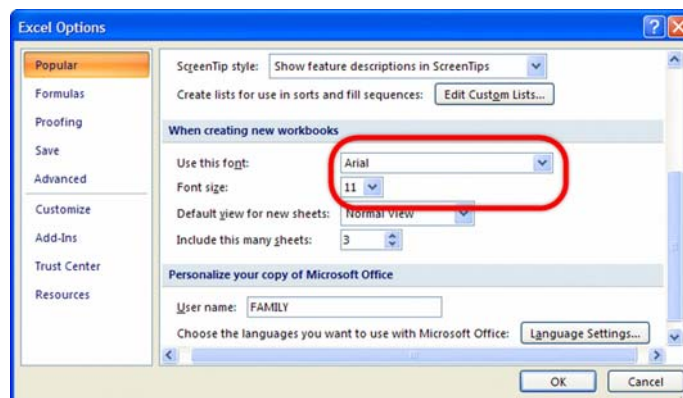 Excel Options
Popular
Formulas
Proofing
Save
Advanced
Customize
Add-Ins
Trust Center
Resources
ScreenTip style: Show feature descriptions in ScreenTips
Create lists for use in sorts and fill sequences: Edit Custom Lists...
When creating new workbooks
Use this font: Arial
Font size: 11
Default view for new sheets: Normal View
Include this many sheets: 3
Personalize your copy of Microsoft Office
User name: FAMILY
Choose the languages you want to use with Microsoft Office: Language Settings...
OK Cancel